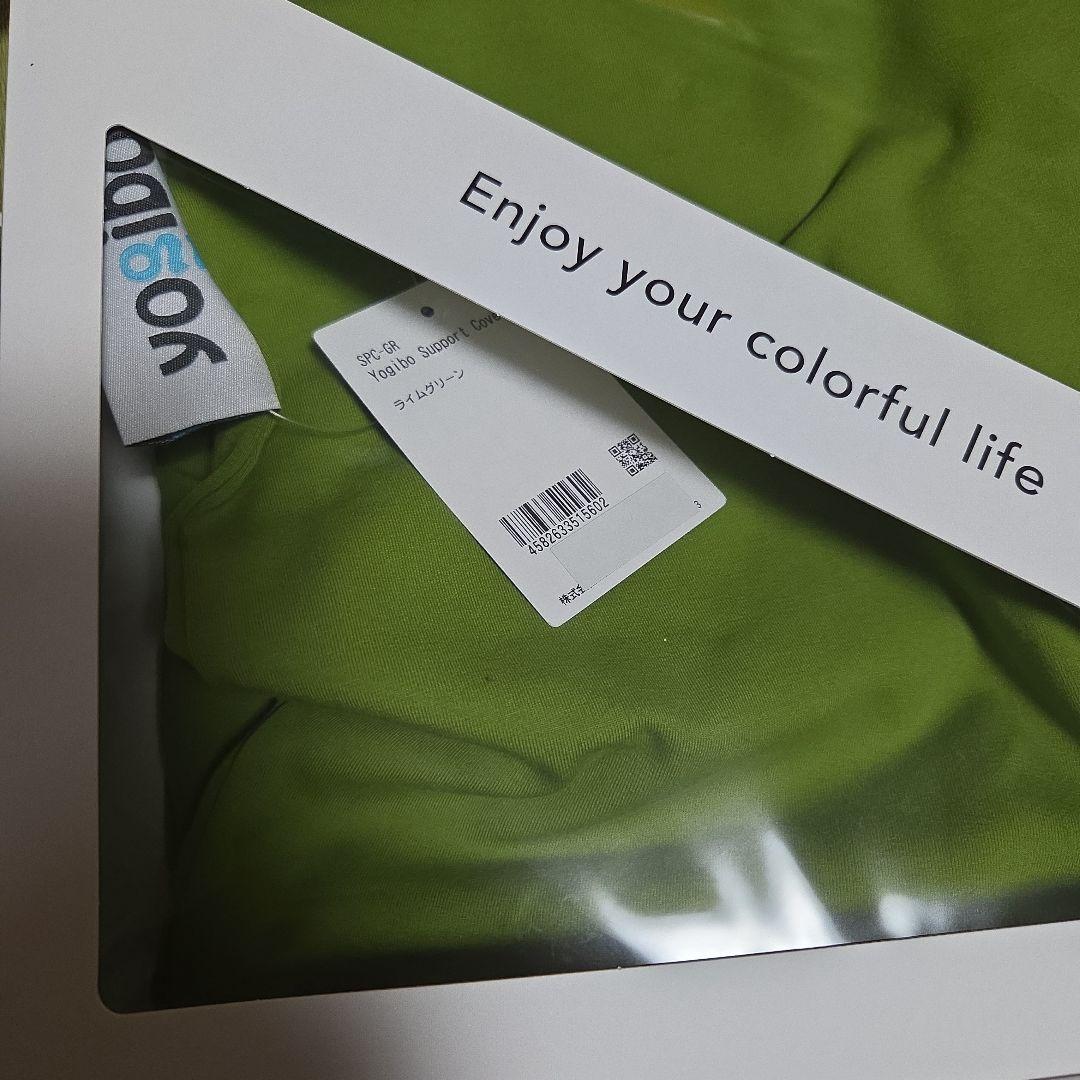 yogibo
Enjoy your colorful life
SPC-GR
Yogibo Support
ライムグリーン
4582633515602
3
株式